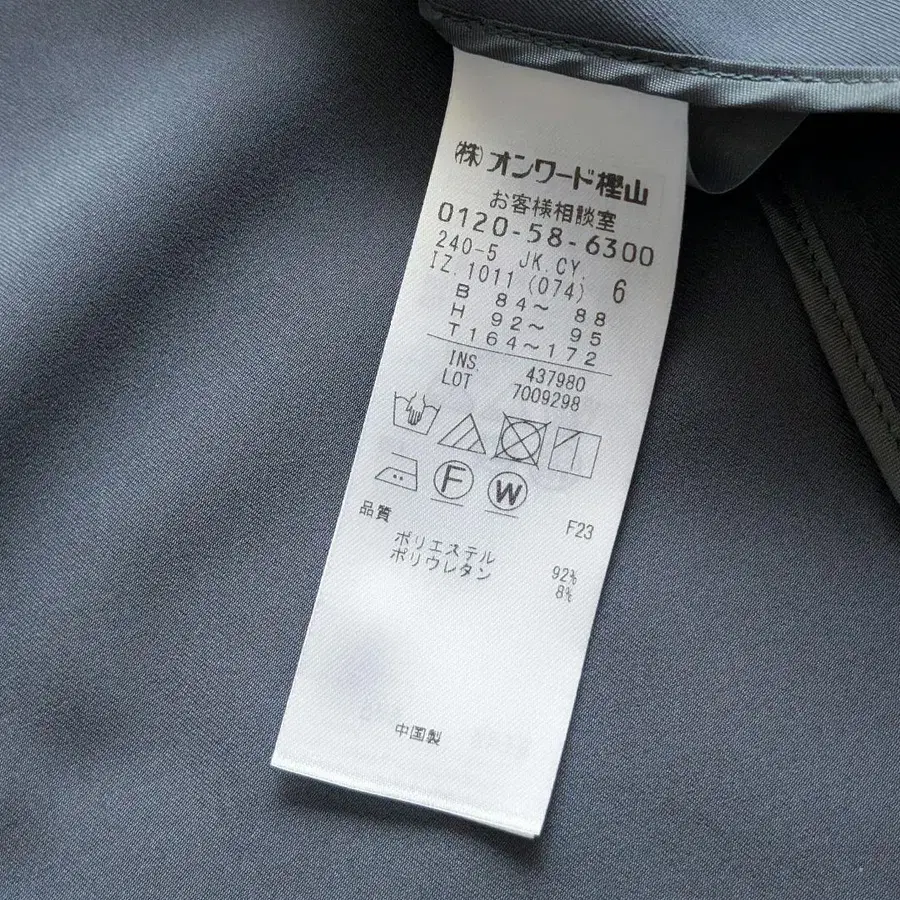 (株)オンワード樫山
お客様相談室
0120-58-6300
240-5 JK.CY.
IZ.1011 (074) 6
B 84～ 88
H 92～ 95
T 164～172
INS. 437980
LOT 7009298
F W
品質 F23
ポリエステル 92%
ポリウレタン 8%
中国製